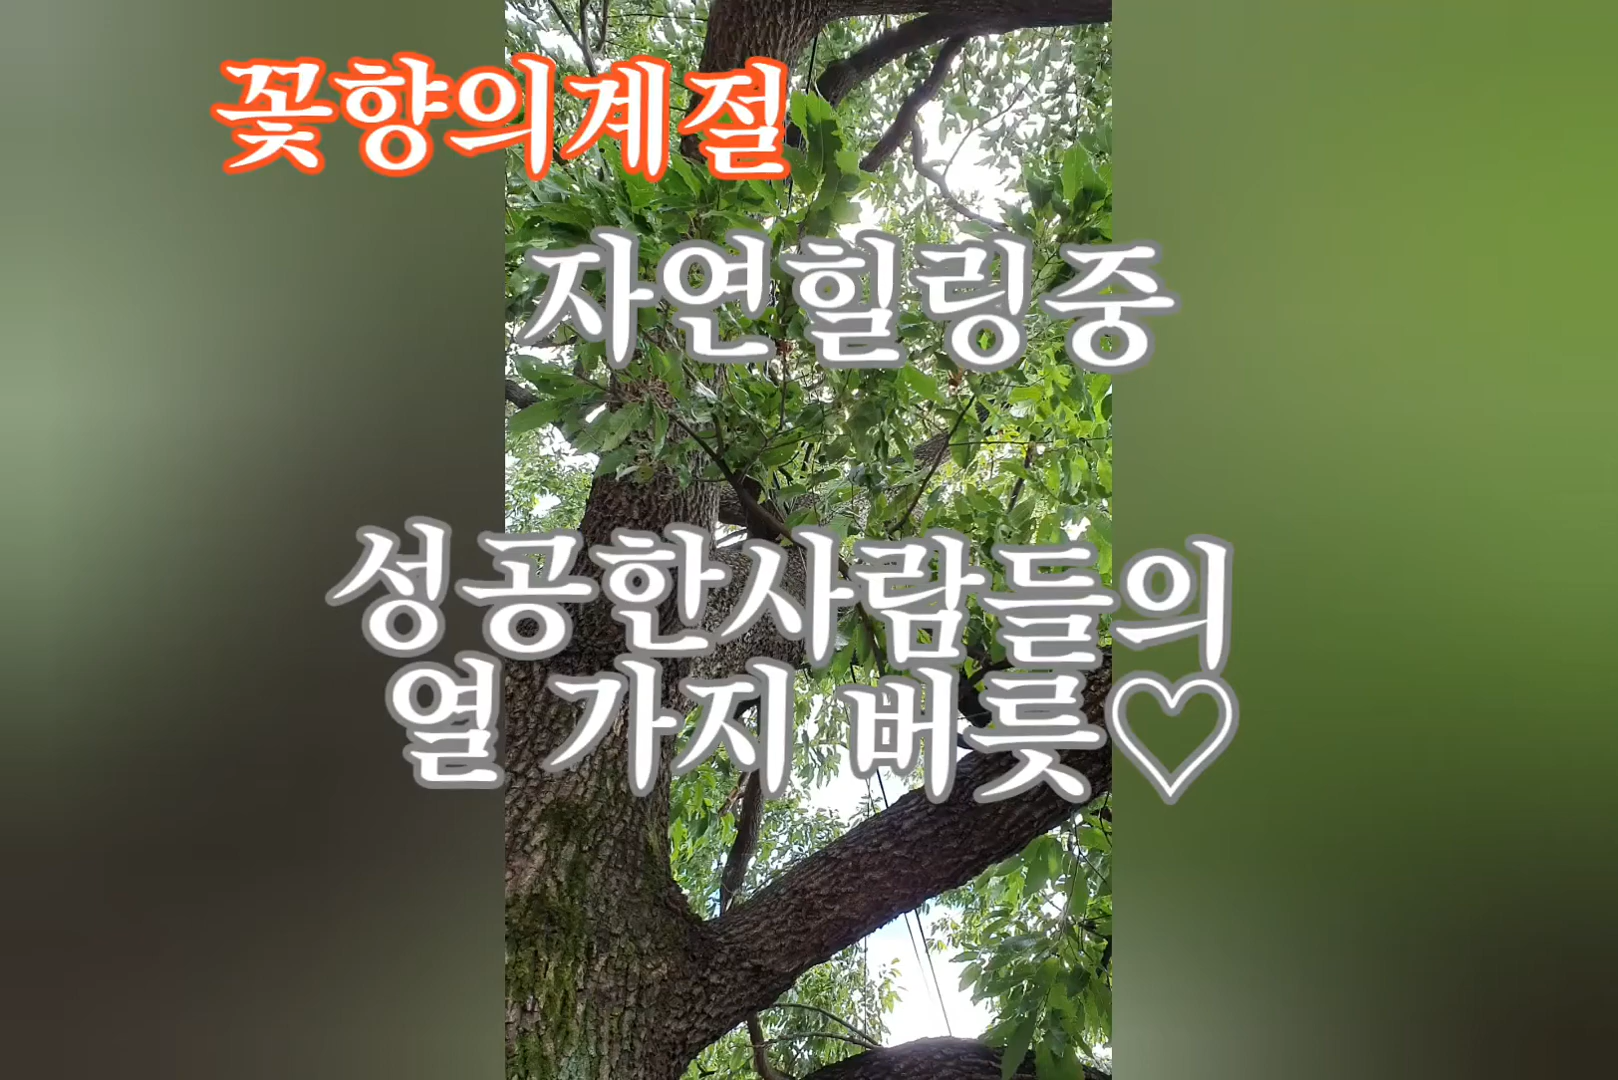 꽃향의계절
자연힐링중
성공한사람들의
열 가지 버릇♡